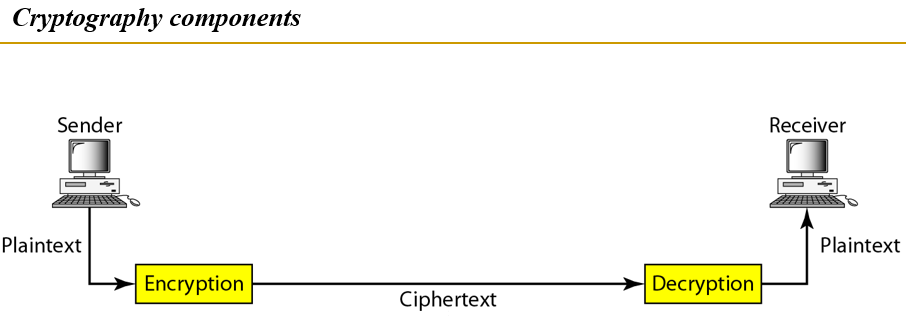 Cryptography components
Sender
Receiver
Plaintext
Plaintext
Encryption
Decryption
Ciphertext